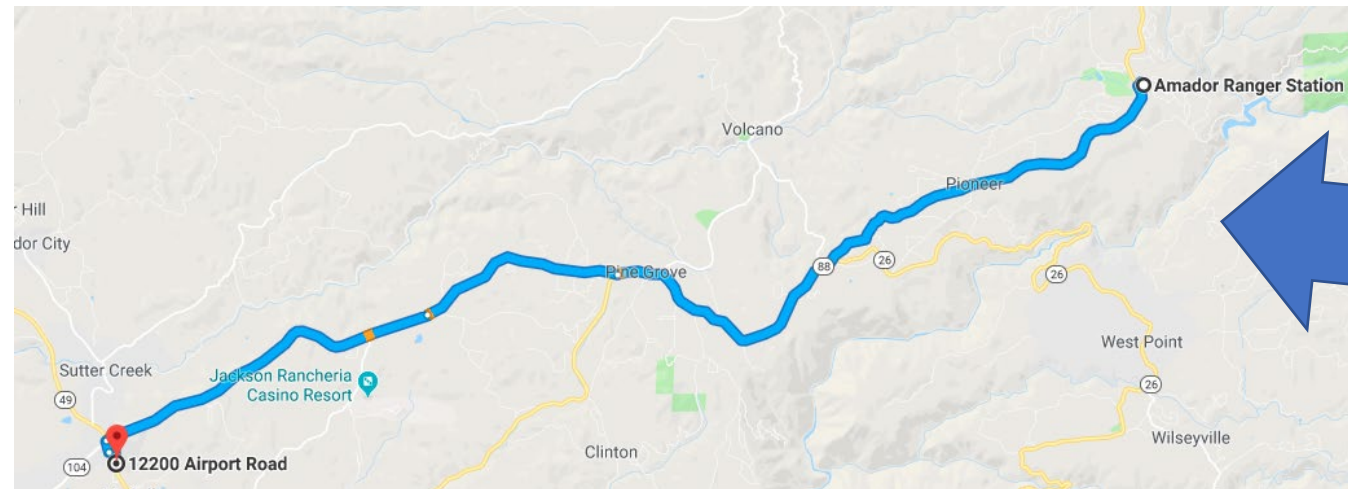 Amador Ranger Station
Volcano
Pioneer
r Hill
dor City
88
26
Pine Grove
26
West Point
Sutter Creek
Jackson Rancheria
Casino Resort
49
26
Clinton
Wilseyville
104
12200 Airport Road